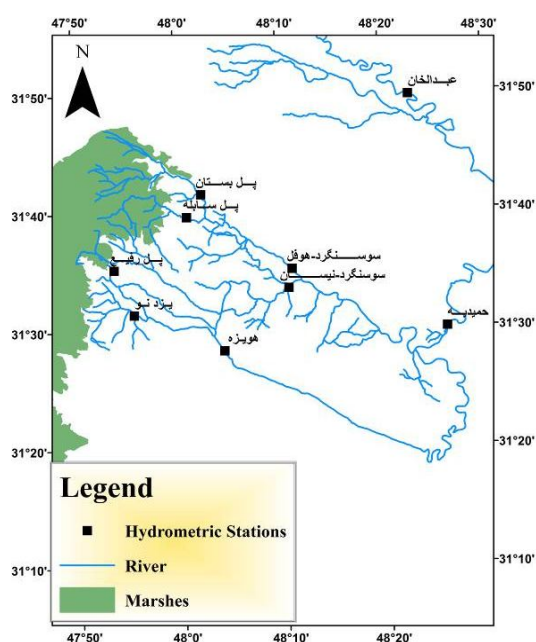 47°50' 48°0' 48°10' 48°20' 48°30'
N
عبدالخان
31°50' 31°50'
پل بستان
پل سابله
31°40' 31°40'
سوسنگرد-هوفل
پل رفیع
سوسنگرد-نیسان
یزد نو
حمیدیه
31°30' 31°30'
هویزه
31°20' 31°20'
Legend
Hydrometric Stations
River
Marshes
31°10' 31°10'
47°50' 48°0' 48°10' 48°20'